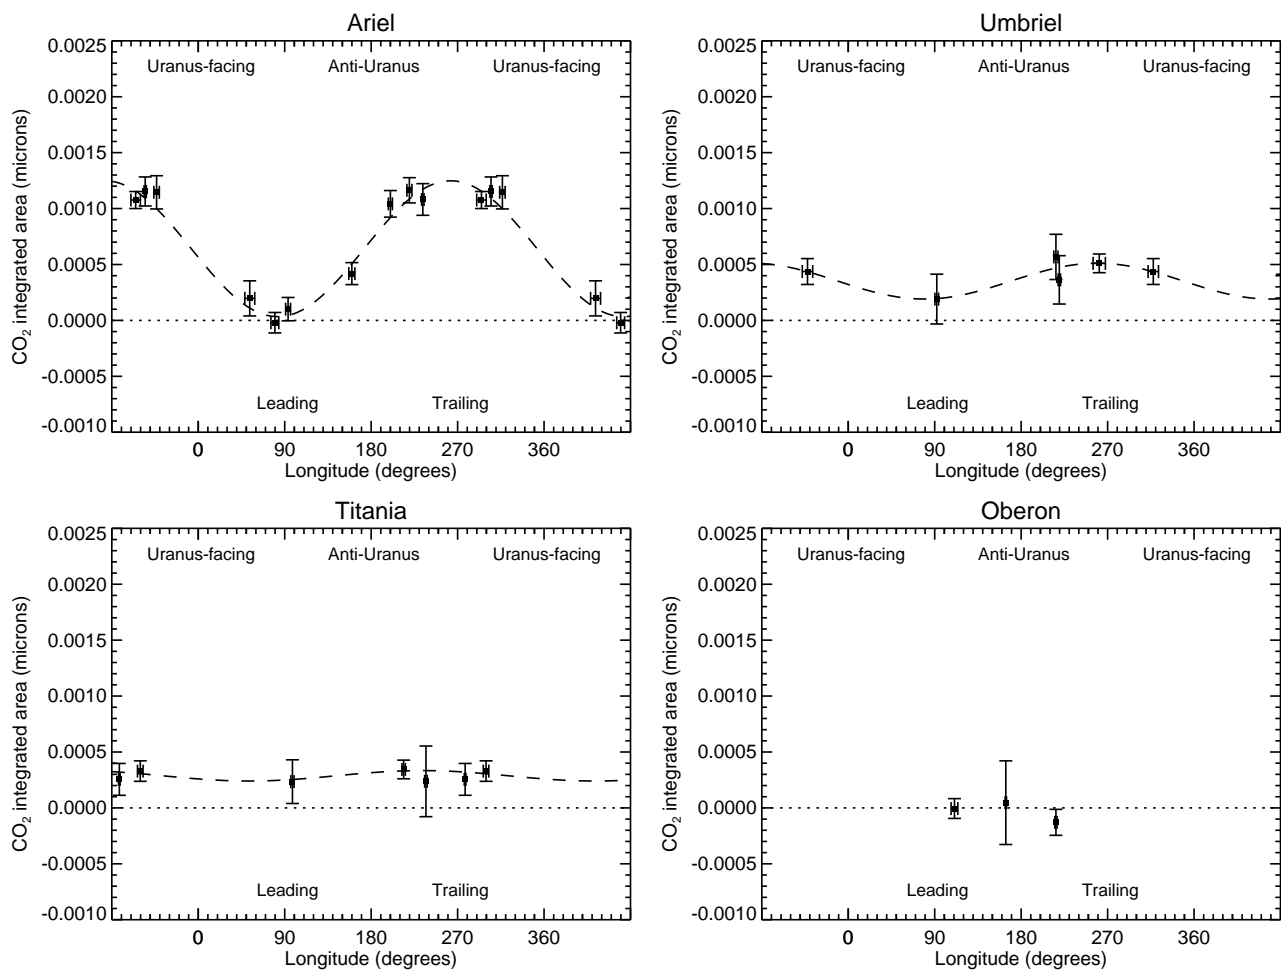 Ariel
Uranus-facing Anti-Uranus Uranus-facing
0.0025
0.0020
0.0015
0.0010
0.0005
0.0000
-0.0005
-0.0010
CO₂ integrated area (microns)
Leading Trailing
0 90 180 270 360
Longitude (degrees)
Umbriel
Uranus-facing Anti-Uranus Uranus-facing
0.0025
0.0020
0.0015
0.0010
0.0005
0.0000
-0.0005
-0.0010
CO₂ integrated area (microns)
Leading Trailing
0 90 180 270 360
Longitude (degrees)
Titania
Uranus-facing Anti-Uranus Uranus-facing
0.0025
0.0020
0.0015
0.0010
0.0005
0.0000
-0.0005
-0.0010
CO₂ integrated area (microns)
Leading Trailing
0 90 180 270 360
Longitude (degrees)
Oberon
Uranus-facing Anti-Uranus Uranus-facing
0.0025
0.0020
0.0015
0.0010
0.0005
0.0000
-0.0005
-0.0010
CO₂ integrated area (microns)
Leading Trailing
0 90 180 270 360
Longitude (degrees)